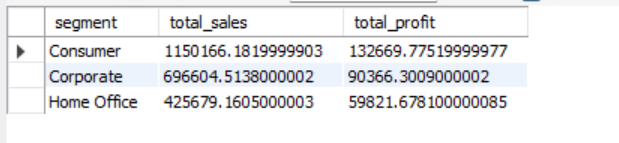 segment total_sales total_profit
Consumer 1150166.1819999903 132669.77519999977
Corporate 696604.5138000002 90366.3009000002
Home Office 425679.1605000003 59821.678100000085